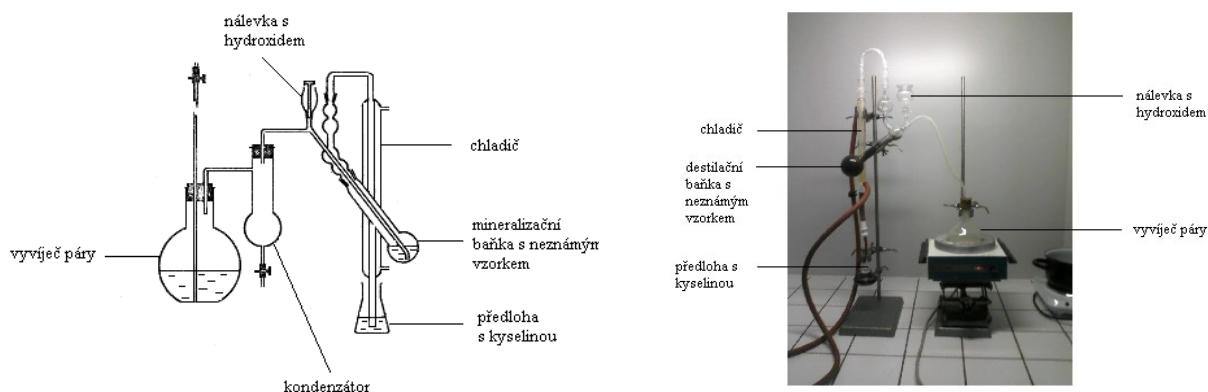 nálevka s
hydroxidem
chladič
mineralizační
baňka s neznámým
vzorkem
vyvíječ páry
předloha
s kyselinou
kondenzátor
nálevka s
hydroxidem
chladič
destilační
baňka s
neznámým
vzorkem
vyvíječ páry
předloha s
kyselinou